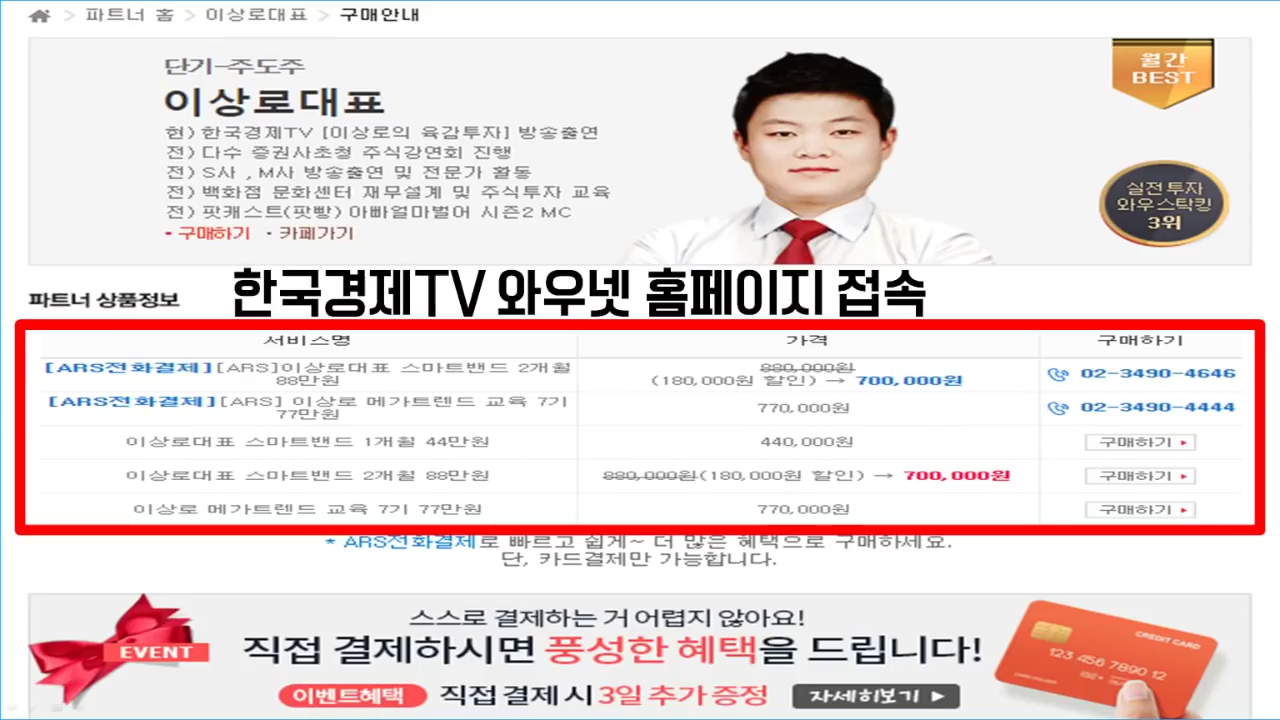 파트너 홈 > 이상로대표 > 구매안내
단기-주도주
이상로대표
현) 한국경제TV [이상로의 육감투자] 방송출연
전) 다수 증권사초청 주식강연회 진행
전) S사 , M사 방송출연 및 전문가 활동
전) 백화점 문화센터 재무설계 및 주식투자 교육
전) 팟캐스트(팟빵) 아빠얼마벌어 시즌2 MC
• 구매하기 • 카페가기
월간
BEST
실전 투자
와우 스탁킹
3위
파트너 상품정보
한국경제TV 와우넷 홈페이지 접속
서비스명 가격 구매하기
[ARS전화결제][ARS]이상로대표 스마트밴드 2개월
88만원
880,000원
(180,000원 할인) → 700,000원
02-3490-4646
[ARS전화결제][ARS] 이상로 메가트렌드 교육 7기
77만원
770,000원
02-3490-4444
이상로대표 스마트밴드 1개월 44만원 440,000원 구매하기 ▸
이상로대표 스마트밴드 2개월 88만원 880,000원(180,000원 할인) → 700,000원 구매하기 ▸
이상로 메가트렌드 교육 7기 77만원 770,000원 구매하기 ▸
* ARS전화결제로 빠르고 쉽게~ 더 많은 혜택으로 구매하세요.
단, 카드결제만 가능합니다.
EVENT
스스로 결제하는 거 어렵지 않아요!
직접 결제하시면 풍성한 혜택을 드립니다!
이벤트혜택 직접 결제 시 3일 추가 증정 자세히보기 ▶
CREDIT CARD
123 456 7890 12